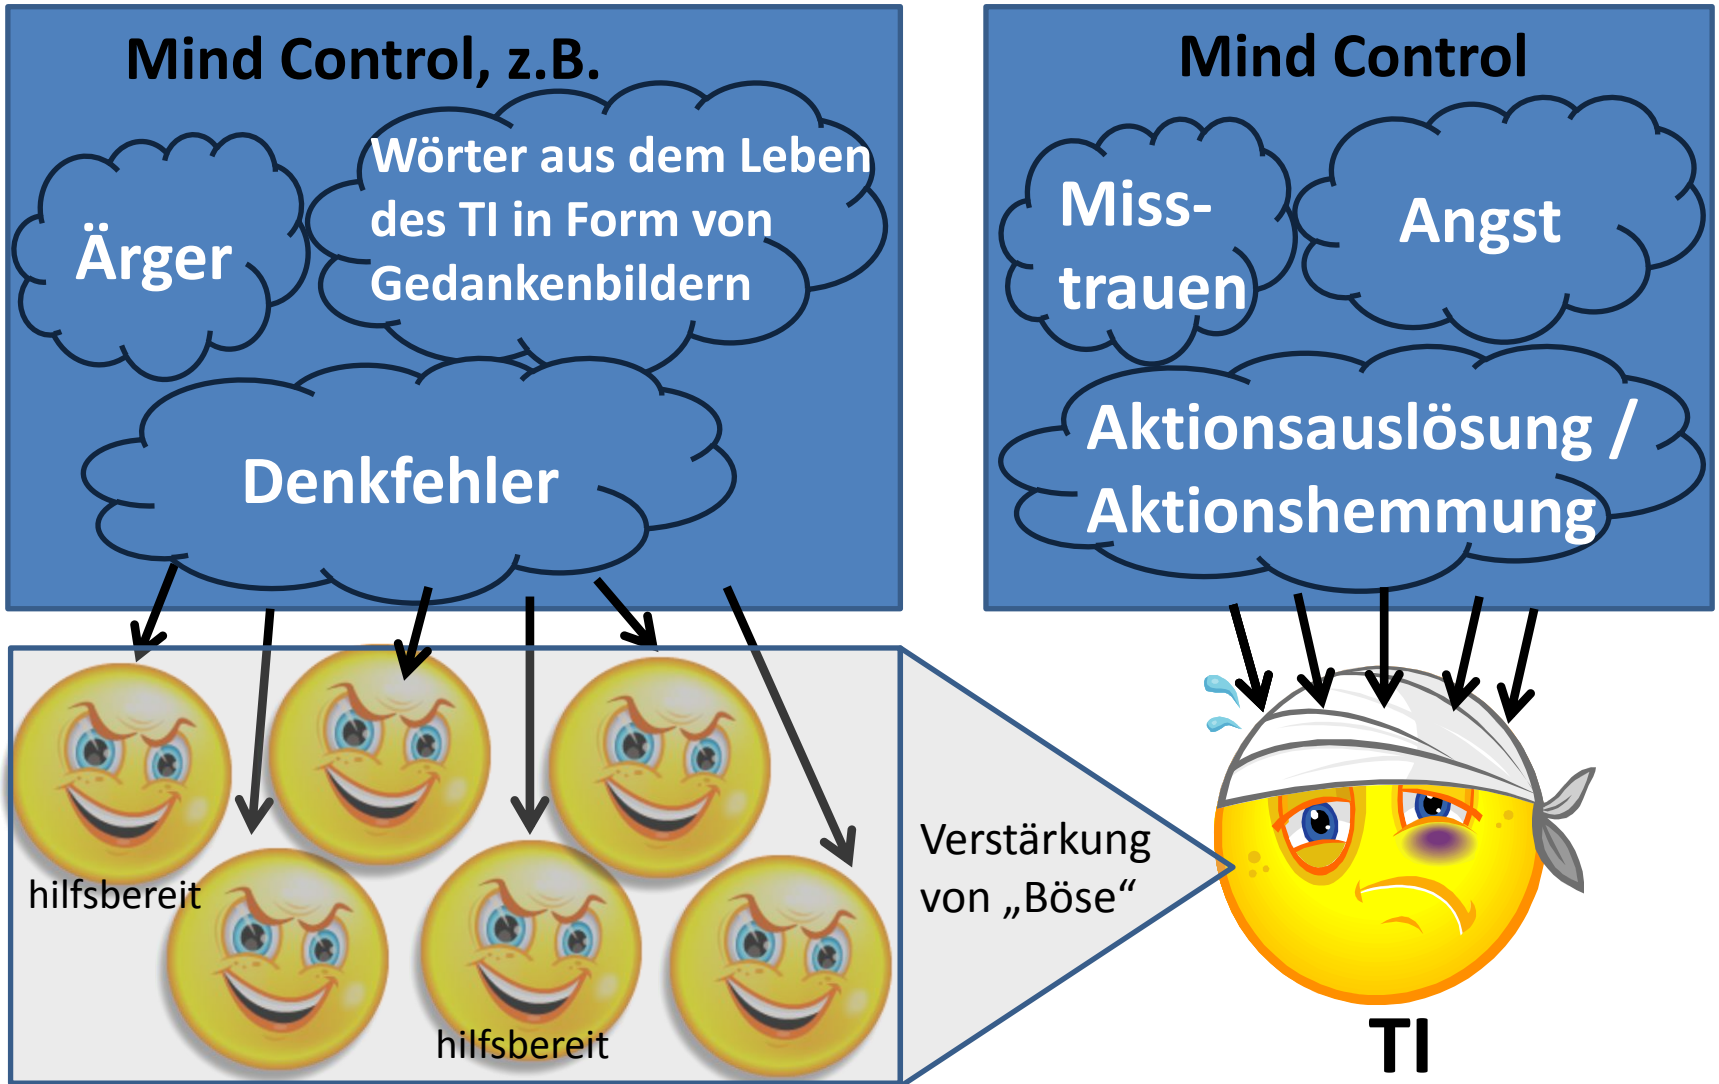 Mind Control, z.B.
Ärger
Wörter aus dem Leben
des TI in Form von
Gedankenbildern
Denkfehler
Mind Control
Miss-
trauen
Angst
Aktionsauslösung /
Aktionshemmung
hilfsbereit
hilfsbereit
Verstärkung
von „Böse“
TI